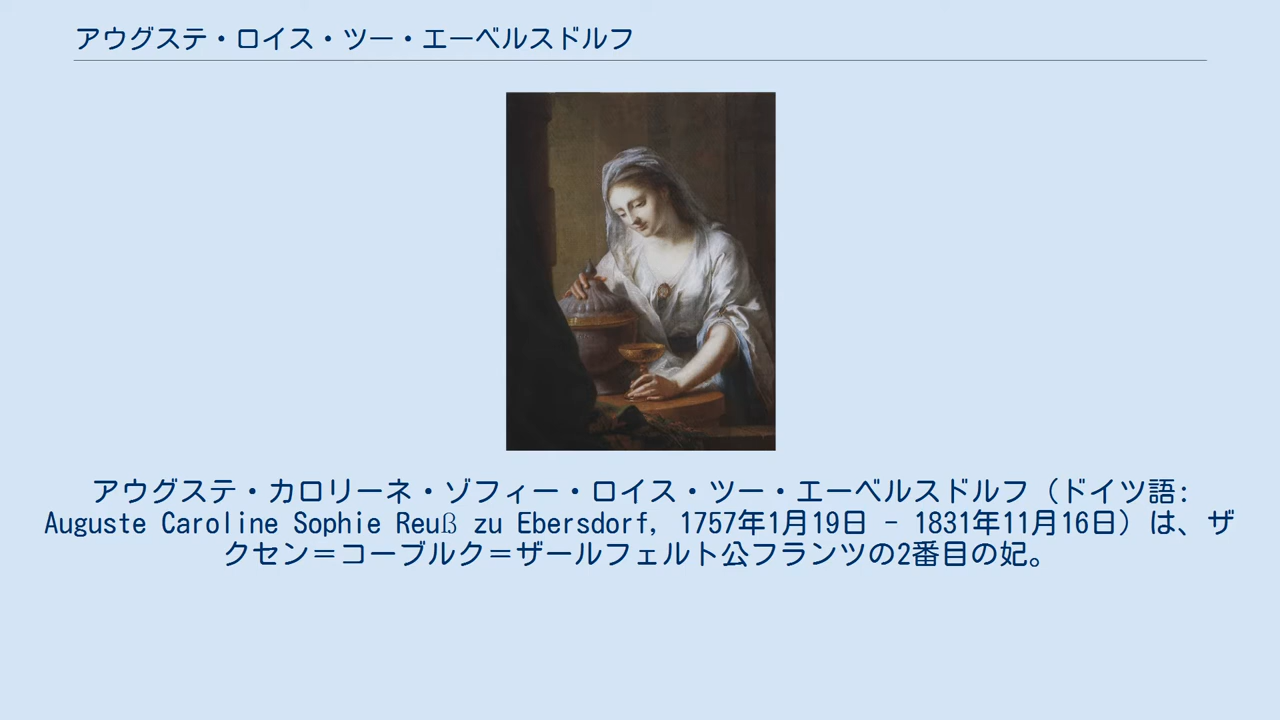 アウグステ・ロイス・ツー・エーベルスドルフ
アウグステ・カロリーネ・ゾフィー・ロイス・ツー・エーベルスドルフ（ドイツ語:
Auguste Caroline Sophie Reuß zu Ebersdorf, 1757年1月19日 - 1831年11月16日）は、ザ
クセン＝コーブルク＝ザールフェルト公フランツの2番目の妃。